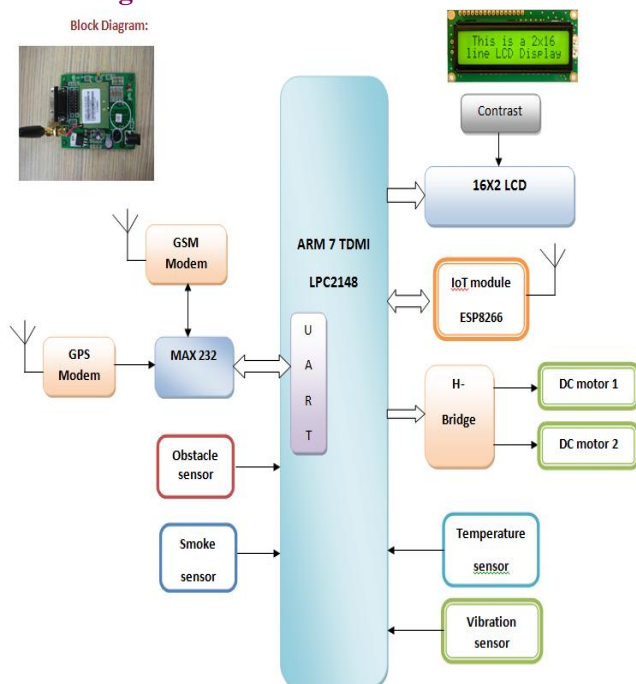 Block Diagram:
This is a 2x16
line LCD Display
Contrast
16X2 LCD
ARM 7 TDMI
LPC2148
GSM
Modem
IoT module
ESP8266
U
A
R
T
GPS
Modem
MAX 232
H-
Bridge
DC motor 1
DC motor 2
Obstacle
sensor
Smoke
sensor
Temperature
sensor
Vibration
sensor